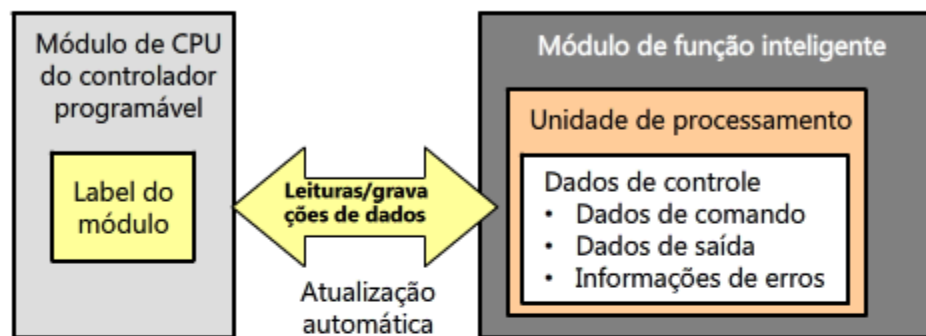 Módulo de CPU
do controlador
programável
Label do
módulo
Leituras/grava
ções de dados
Atualização
automática
Módulo de função inteligente
Unidade de processamento
Dados de controle
• Dados de comando
• Dados de saída
• Informações de erros